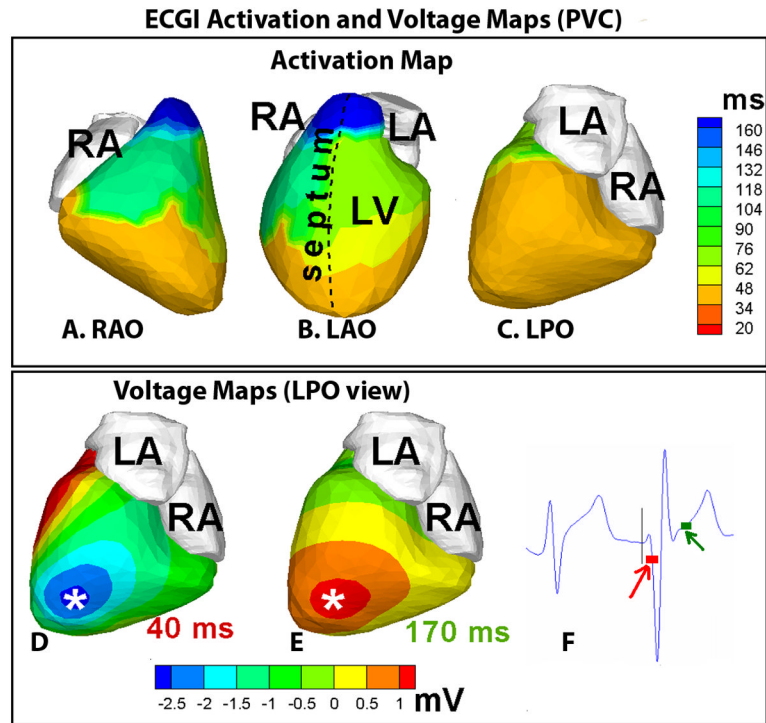 ECGI Activation and Voltage Maps (PVC)
Activation Map
RA
RA
LA
septum
LV
LA
RA
ms
160
146
132
118
104
90
76
62
48
34
20
A. RAO
B. LAO
C. LPO
Voltage Maps (LPO view)
LA
RA
*
D
40 ms
LA
RA
*
E
170 ms
F
-2.5 -2 -1.5 -1 -0.5 0 0.5 1 mV